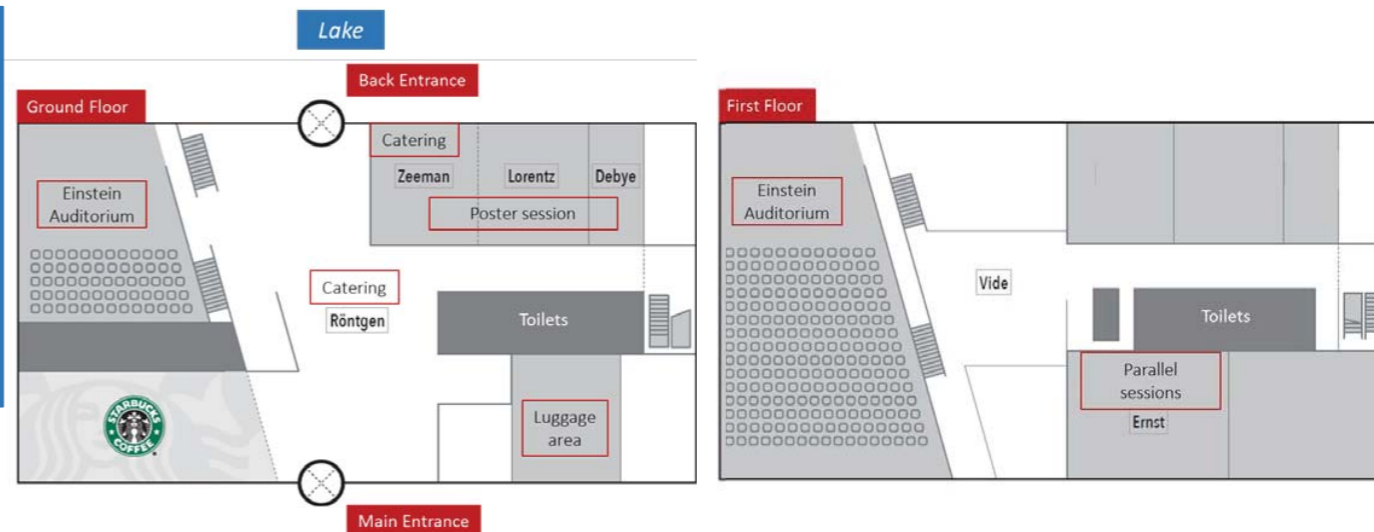 Lake
Back Entrance
Ground Floor
Catering
Zeeman
Lorentz
Debye
Einstein
Auditorium
Poster session
Catering
Röntgen
Toilets
STARBUCKS
COFFEE
Luggage
area
Main Entrance
First Floor
Einstein
Auditorium
Vide
Toilets
Parallel
sessions
Ernst